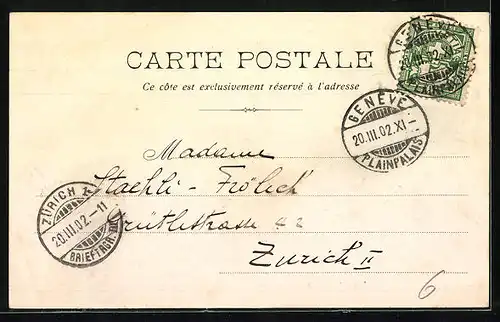 CARTE POSTALE
Ce côté est exclusivement réservé à l'adresse
GENÈVE
20.III.02.XI-
PLAINPALAIS
Madame
Staehli - Frölich
Grütlistrasse 42
Zurich II
ZÜRICH
20.III.02.-11
BRIEFTRGR.
6